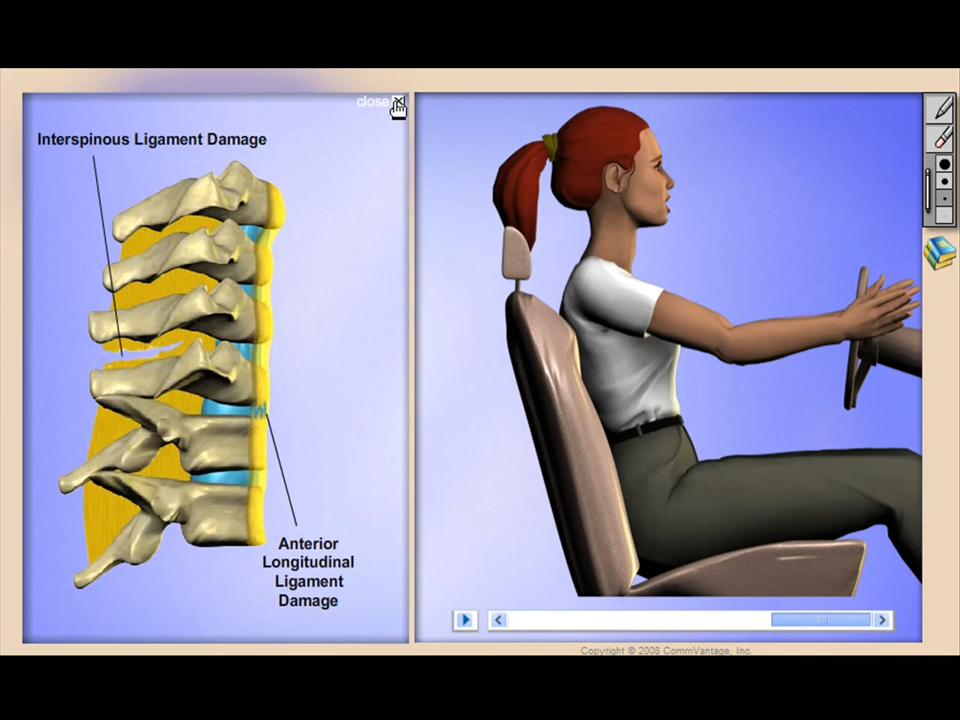 close
Interspinous Ligament Damage
Anterior
Longitudinal
Ligament
Damage
Copyright © 2008 CommVantage, Inc.